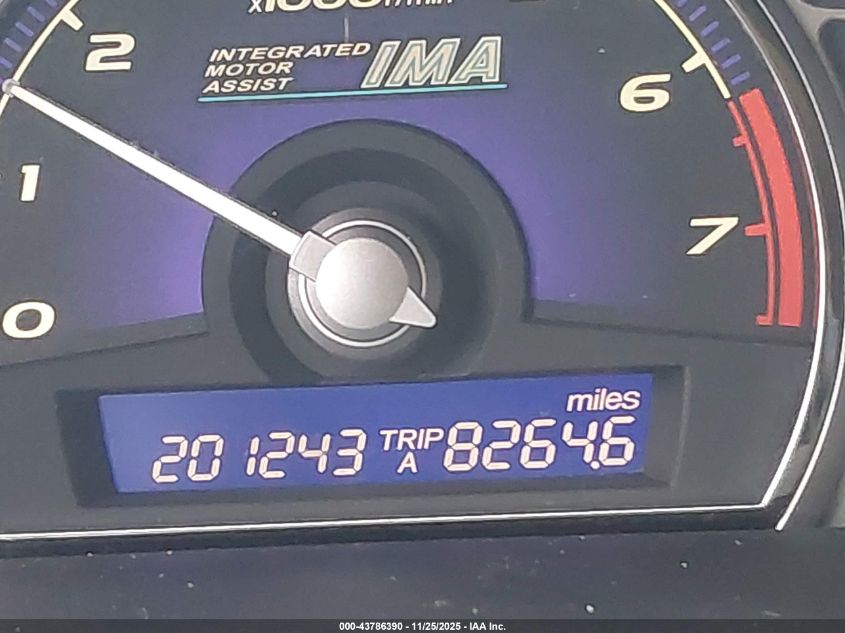 x1000r/min
2
INTEGRATED
MOTOR
ASSIST
IMA
6
1
7
0
miles
201243 TRIP A 8264.6
000-43786390 - 11/25/2025 - IAA Inc.